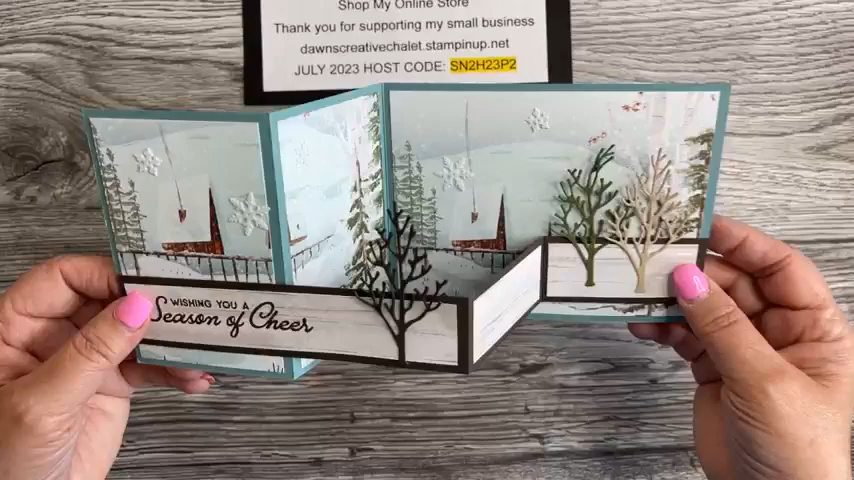 Shop My Online Store
Thank you for supporting my small business
dawnscreativechalet.stampinup.net
JULY 2023 HOST CODE: SN2H23P2
WISHING YOU A
Season of Cheer